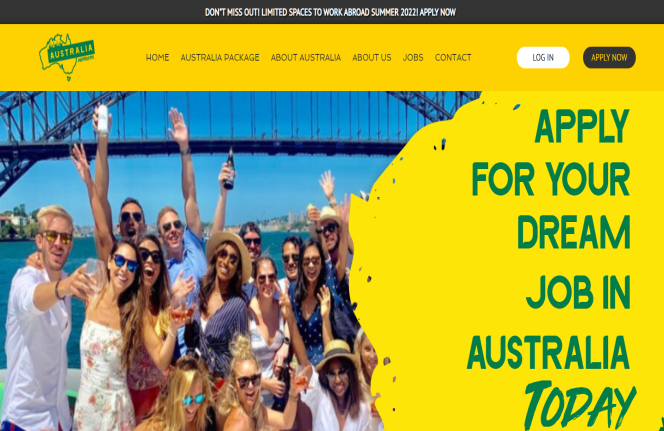 DON'T MISS OUT! LIMITED SPACES TO WORK ABROAD SUMMER 2022! APPLY NOW
AUSTRALIA
HOME AUSTRALIA PACKAGE ABOUT AUSTRALIA ABOUT US JOBS CONTACT LOG IN APPLY NOW
APPLY
FOR YOUR
DREAM
JOB IN
AUSTRALIA
TODAY